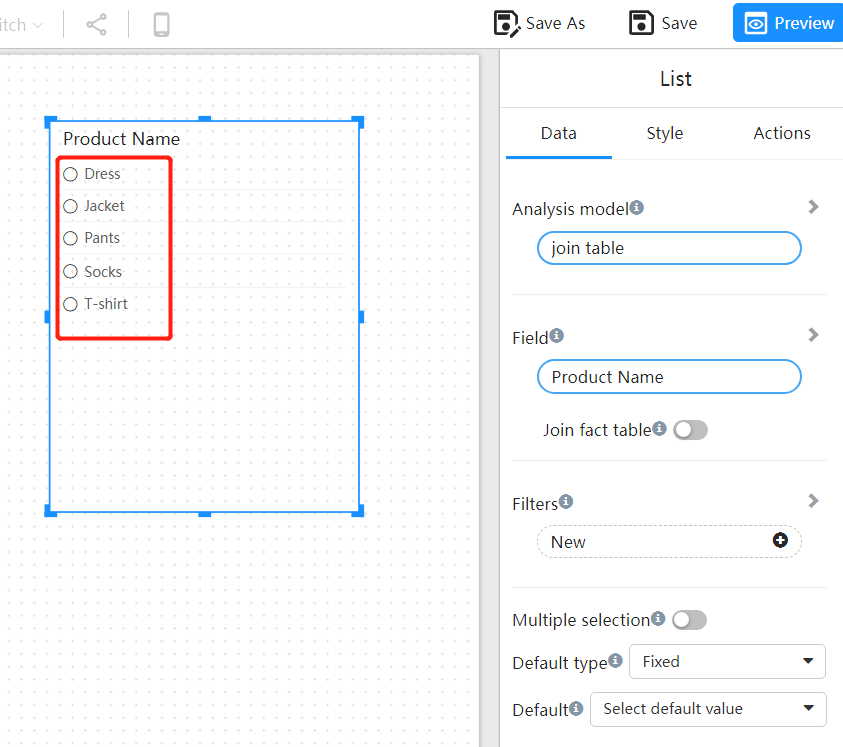 itch
Save As
Save
Preview
Product Name
Dress
Jacket
Pants
Socks
T-shirt
List
Data
Style
Actions
Analysis model
join table
Field
Product Name
Join fact table
Filters
New
Multiple selection
Default type
Fixed
Default
Select default value